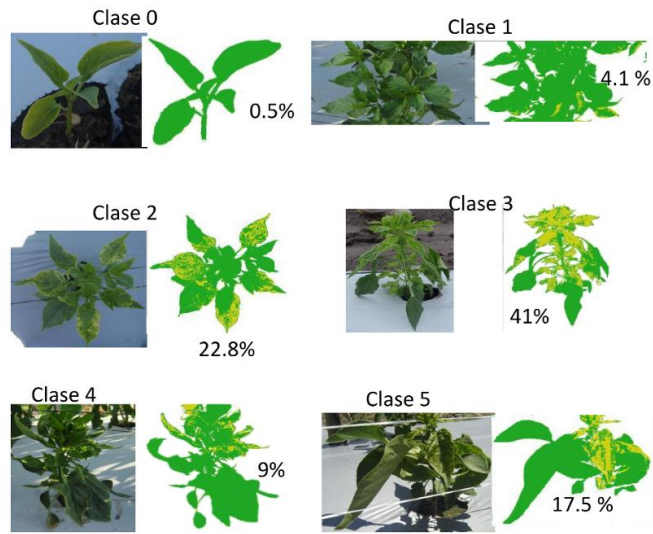 Clase 0
0.5%
Clase 1
4.1 %
Clase 2
22.8%
Clase 3
41%
Clase 4
9%
Clase 5
17.5 %